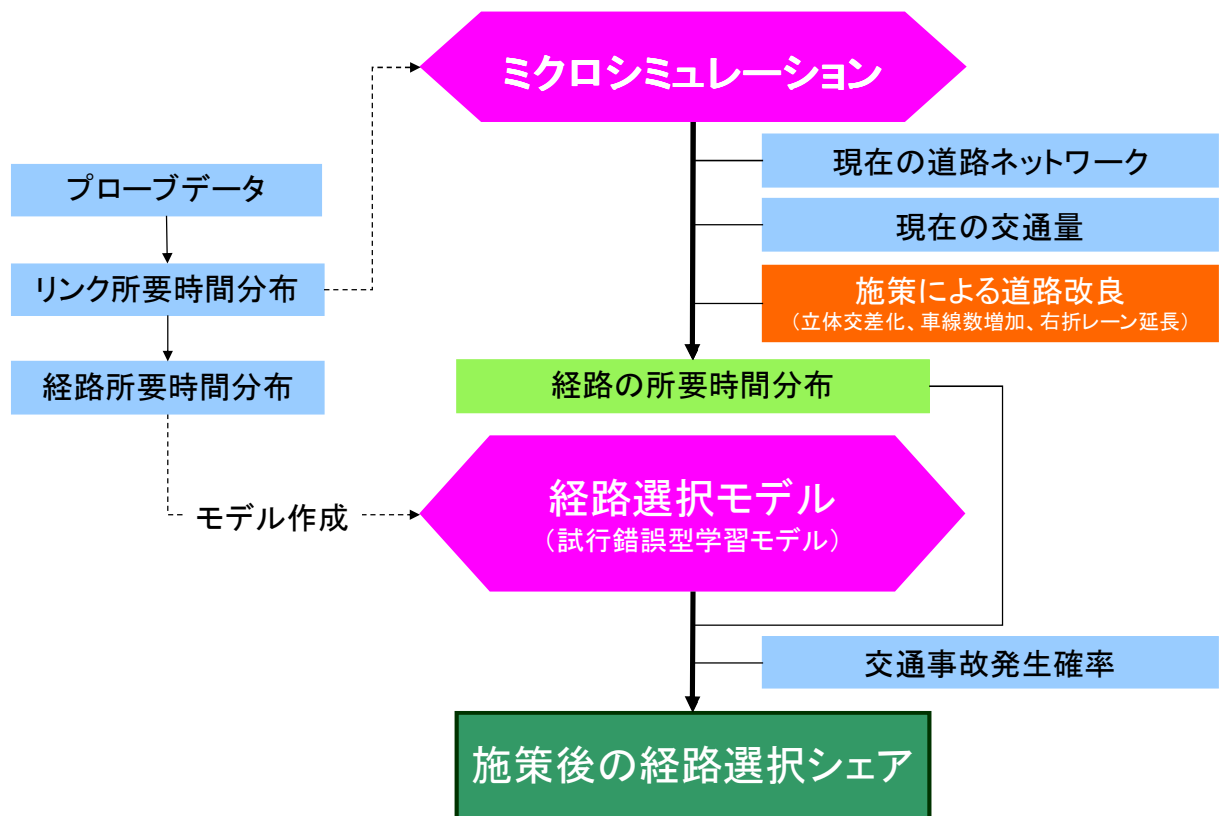 ミクロシミュレーション
現在の道路ネットワーク
プローブデータ
現在の交通量
リンク所要時間分布
施策による道路改良
（立体交差化、車線数増加、右折レーン延長）
経路所要時間分布
経路の所要時間分布
経路選択モデル
（試行錯誤型学習モデル）
モデル作成
交通事故発生確率
施策後の経路選択シェア